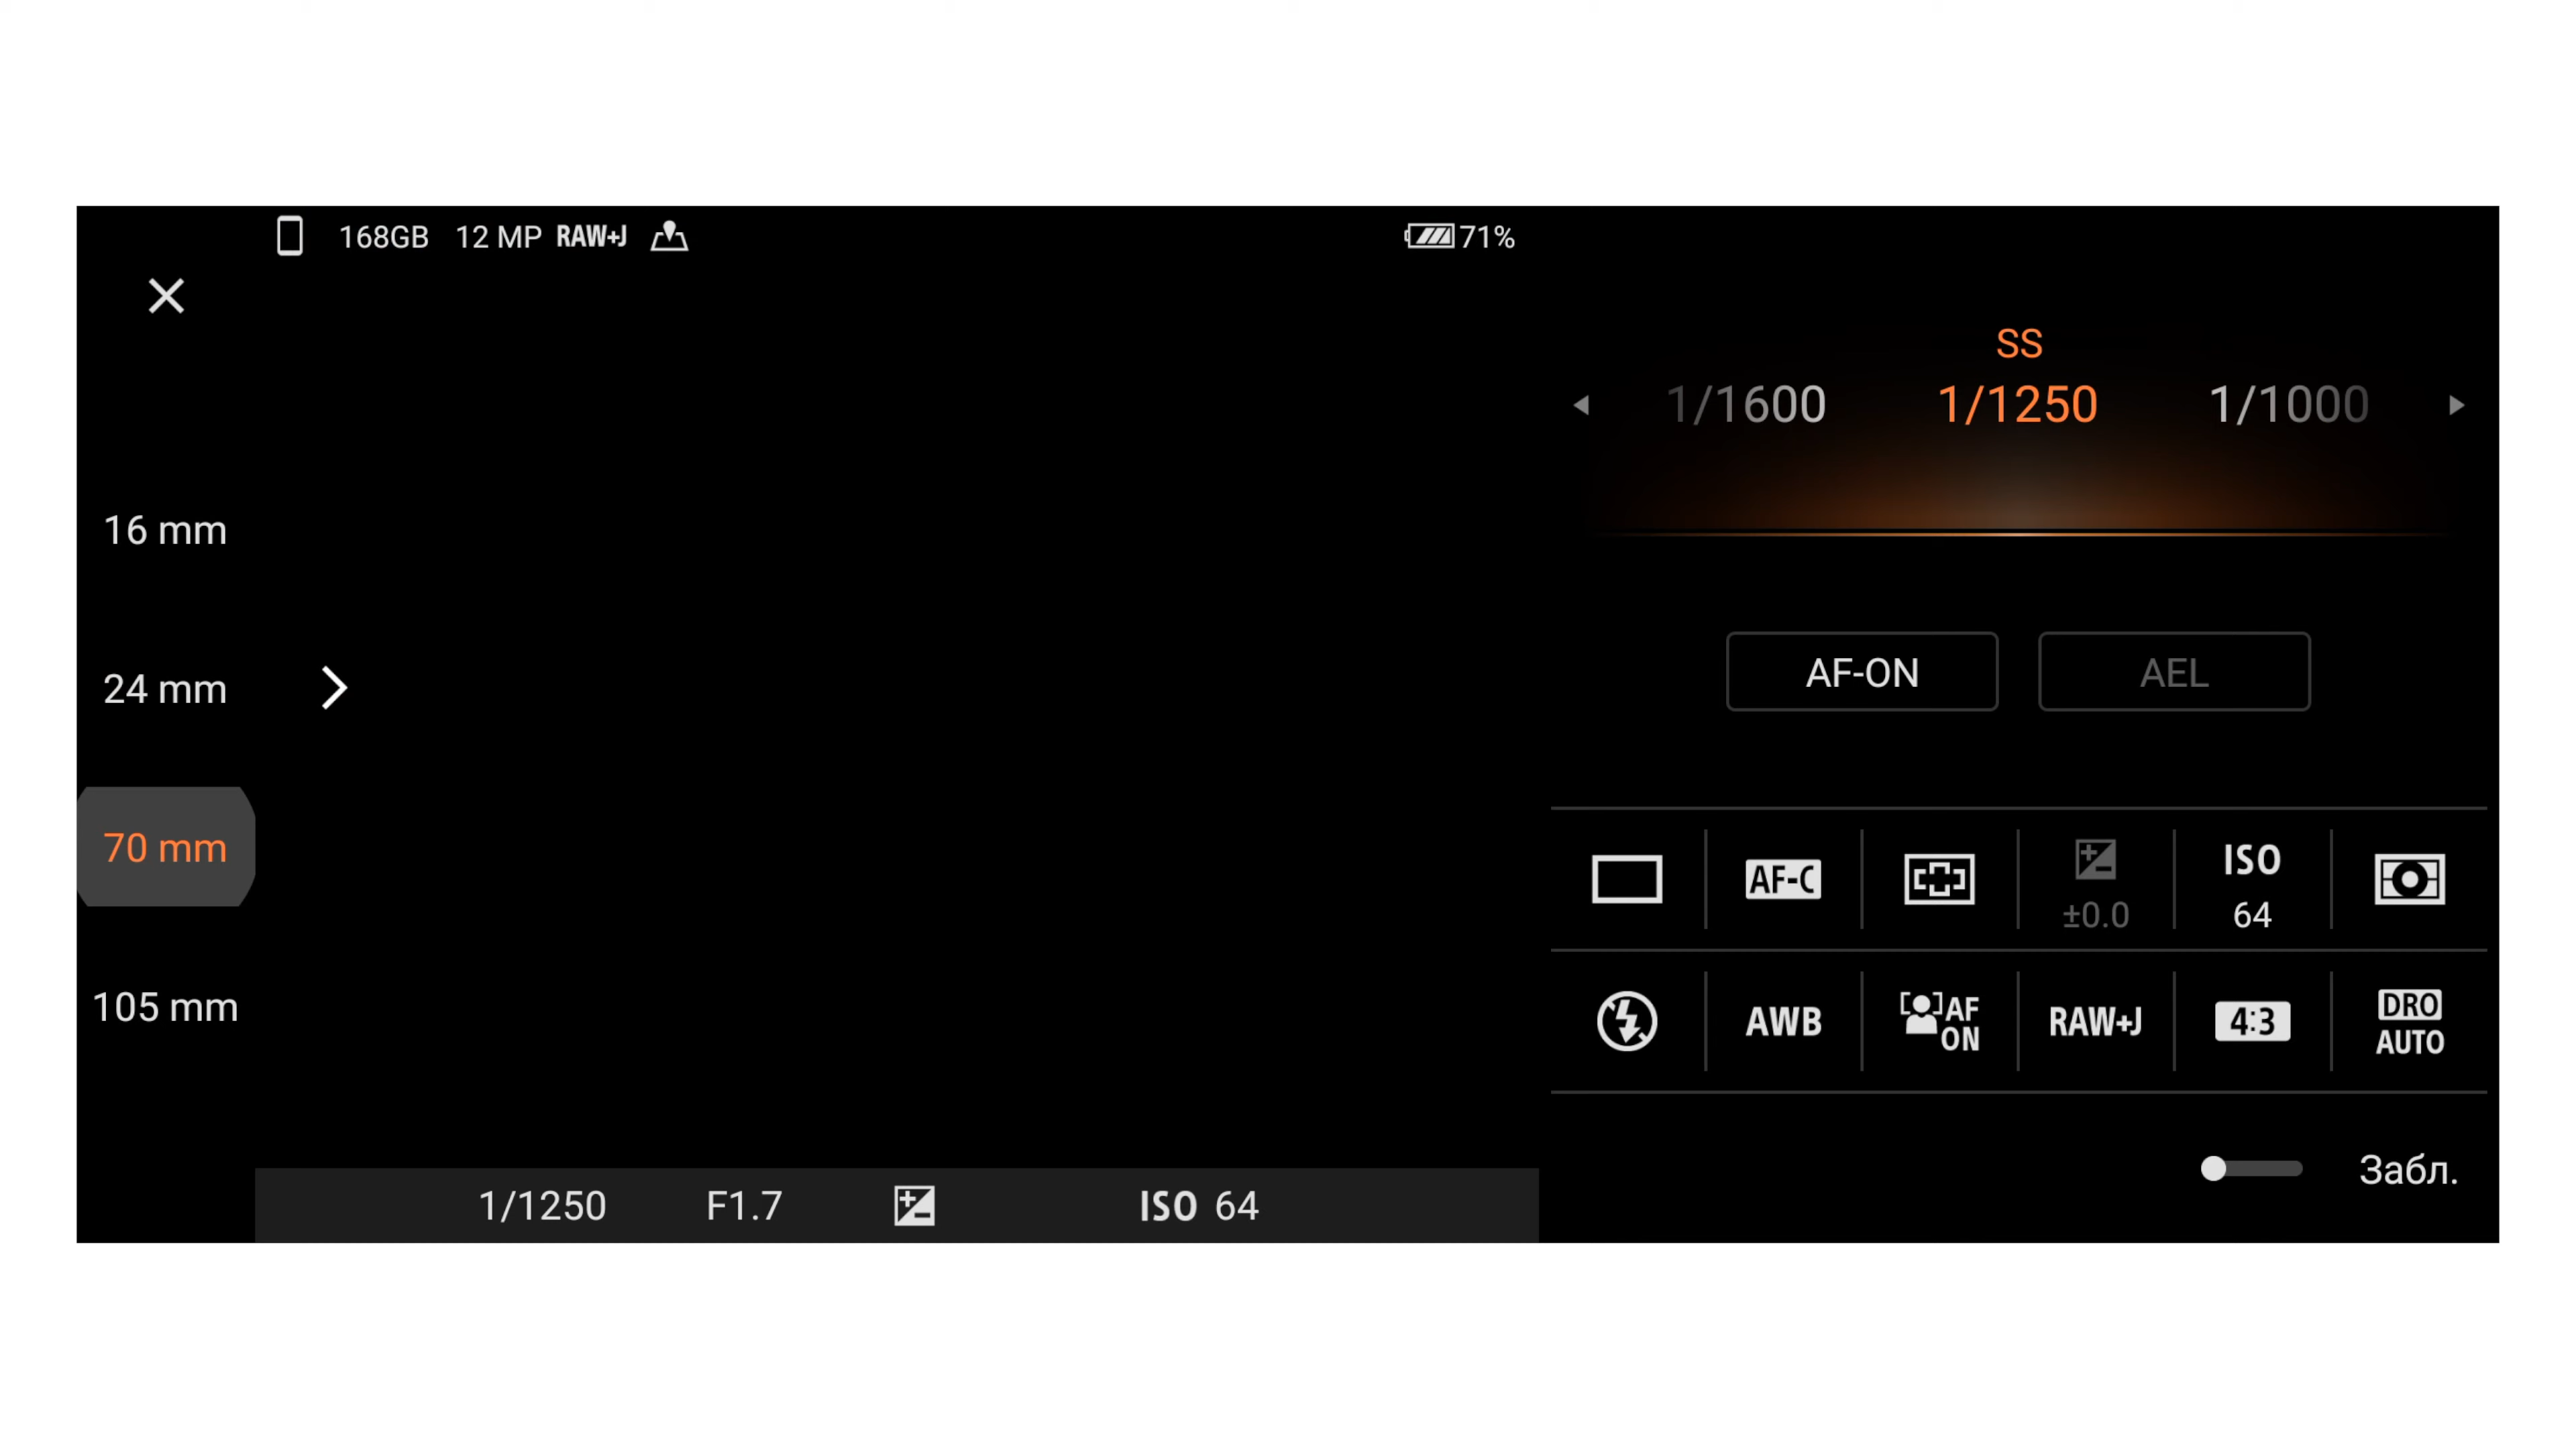 168GB 12 MP RAW+J
71%
16 mm
24 mm
70 mm
105 mm
1/1250 F1.7 ISO 64
SS
1/1600 1/1250 1/1000
AF-ON AEL
AF-C ±0.0 ISO 64
AWB AF ON RAW+J 4:3 DRO AUTO
Забл.